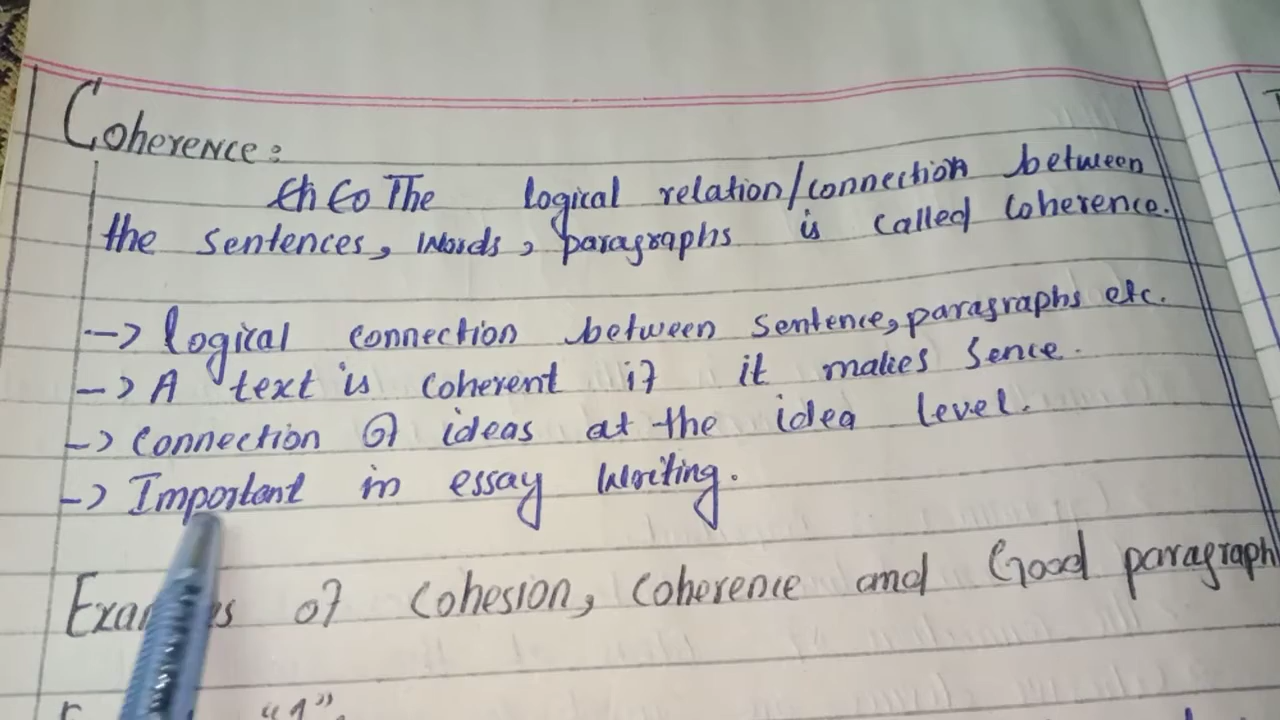 Coherence:
The logical relation/connection between
the sentences, words, paragraphs is called Coherence.
-> Logical connection between sentence, paragraphs etc.
-> A text is coherent if it makes Sence.
-> Connection of ideas at the idea level.
-> Important in essay writing.
of Cohesion, Coherence and Good paragraph
"1"